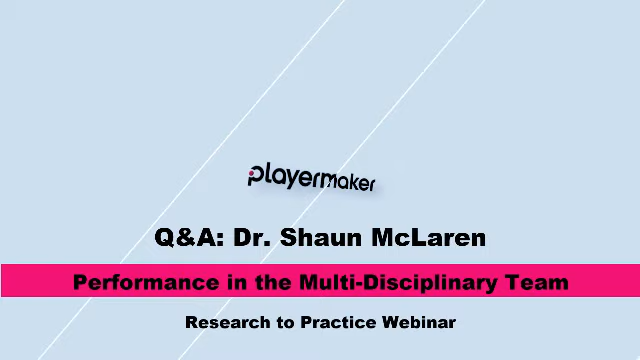 playermaker
Q&A: Dr. Shaun McLaren
Performance in the Multi-Disciplinary Team
Research to Practice Webinar